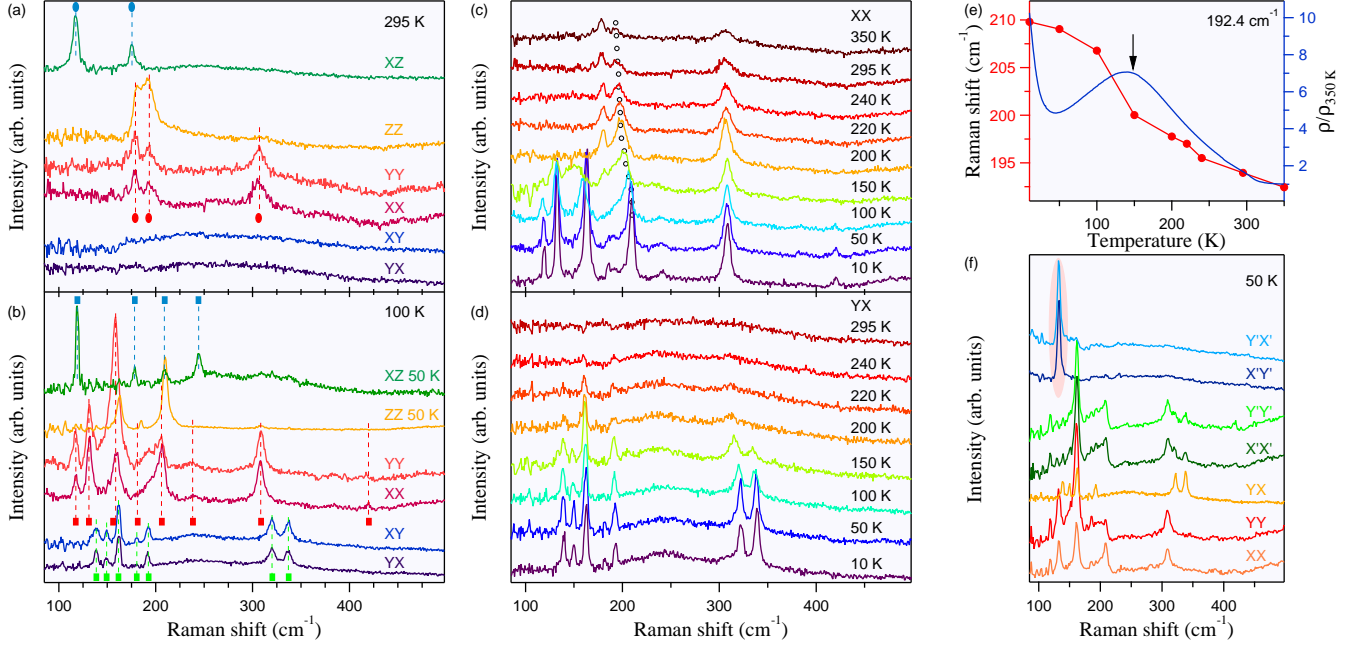 (a)
295 K
XZ
ZZ
YY
XX
XY
YX
Intensity (arb. units)
(b)
100 K
XZ 50 K
ZZ 50 K
YY
XX
XY
YX
Intensity (arb. units)
100
200
300
400
Raman shift (cm⁻¹)
(c)
XX
350 K
295 K
240 K
220 K
200 K
150 K
100 K
50 K
10 K
Intensity (arb. units)
(d)
YX
295 K
240 K
220 K
200 K
150 K
100 K
50 K
10 K
Intensity (arb. units)
100
200
300
400
Raman shift (cm⁻¹)
(e)
192.4 cm⁻¹
210
205
200
195
Raman shift (cm⁻¹)
10
8
6
4
2
ρ/ρ350 K
0
100
200
300
Temperature (K)
(f)
50 K
Y'X'
X'Y'
Y'Y'
X'X'
YX
YY
XX
Intensity (arb. units)
100
200
300
400
Raman shift (cm⁻¹)